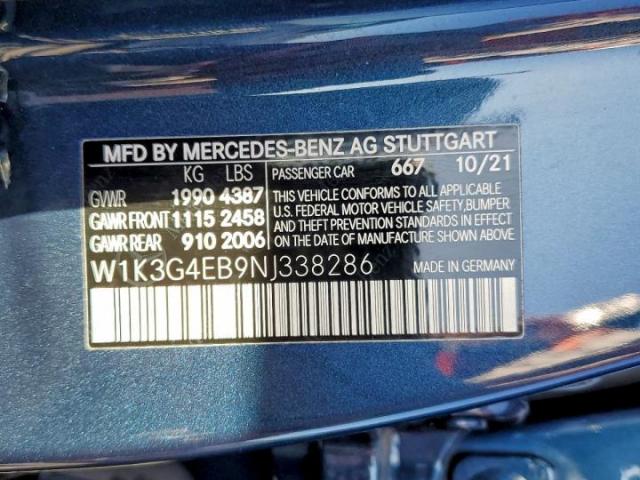 MFD BY MERCEDES-BENZ AG STUTTGART
KG LBS
GVWR 1990 4387
GAWR FRONT 1115 2458
GAWR REAR 910 2006
PASSENGER CAR 667 10/21
THIS VEHICLE CONFORMS TO ALL APPLICABLE
U.S. FEDERAL MOTOR VEHICLE SAFETY, BUMPER
AND THEFT PREVENTION STANDARDS IN EFFECT
ON THE DATE OF MANUFACTURE SHOWN ABOVE.
W1K3G4EB9NJ338286 MADE IN GERMANY